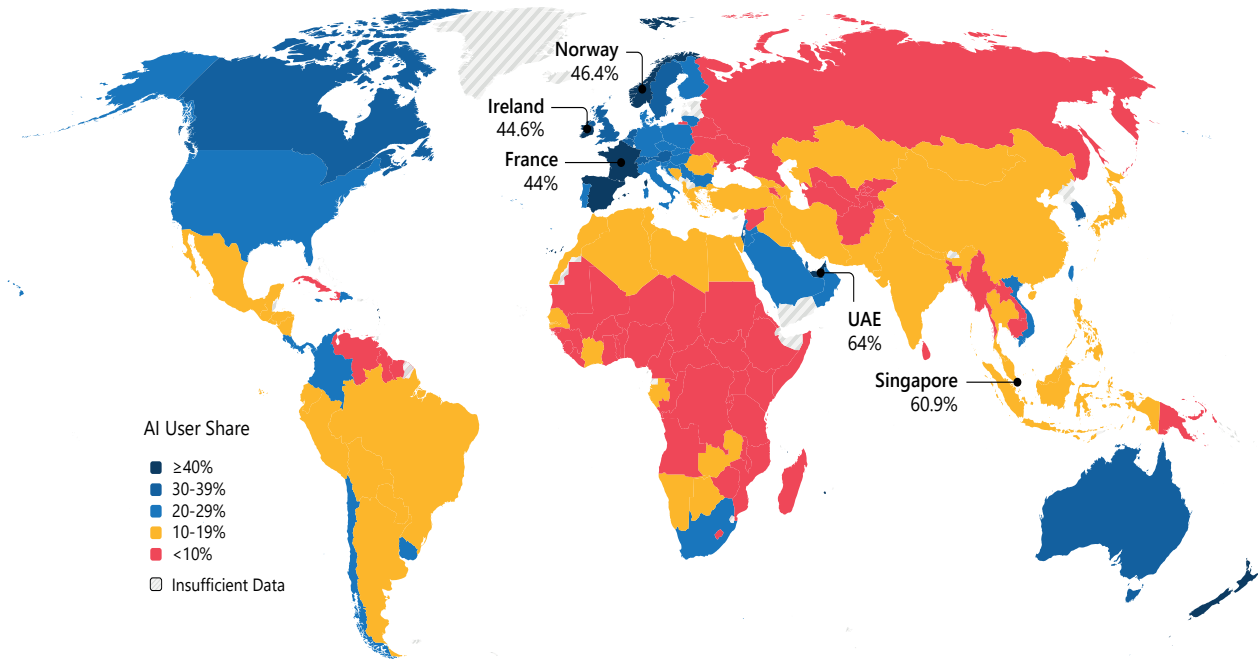 Norway
46.4%
Ireland
44.6%
France
44%
UAE
64%
Singapore
60.9%
AI User Share
≥40%
30-39%
20-29%
10-19%
<10%
Insufficient Data